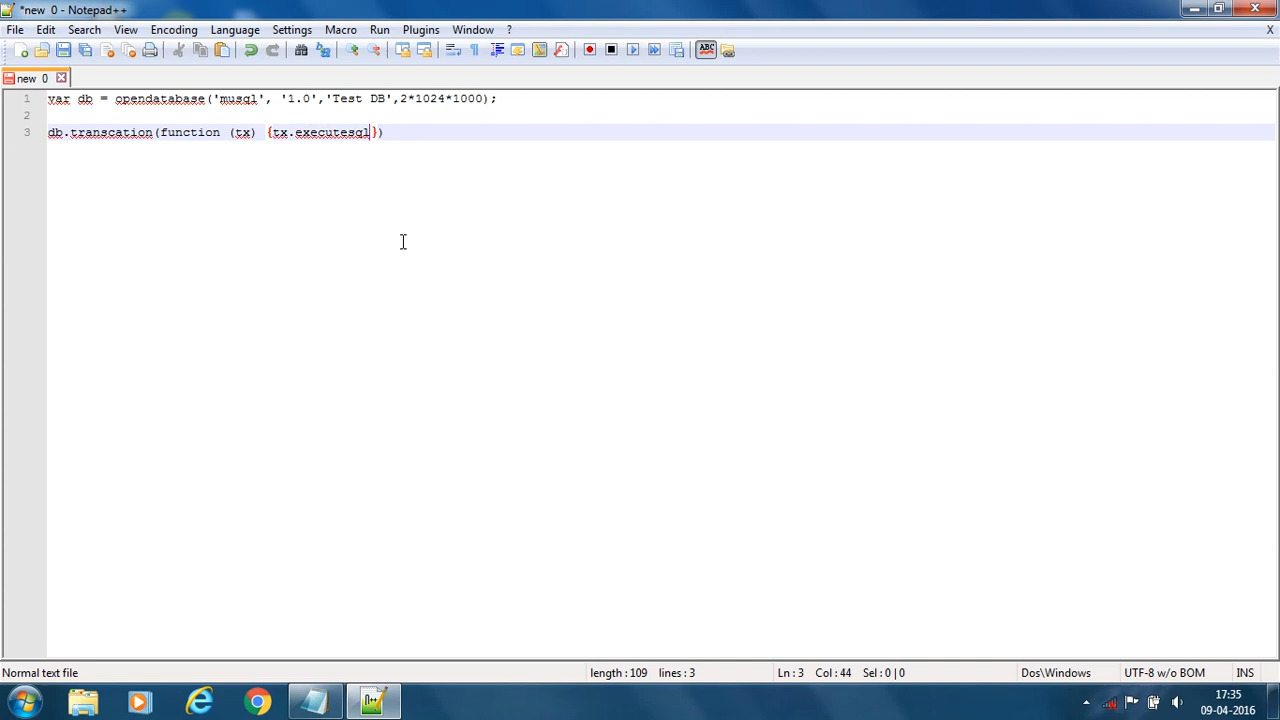 *new 0 - Notepad++
File Edit Search View Encoding Language Settings Macro Run Plugins Window ? X
ABC
new 0
1 var db = opendatabase('musql', '1.0','Test DB',2*1024*1000);
2
3 db.transcation(function (tx) {tx.executesql})
Normal text file length : 109 lines : 3 Ln : 3 Col : 44 Sel : 0 | 0 Dos\Windows UTF-8 w/o BOM INS
17:35
09-04-2016